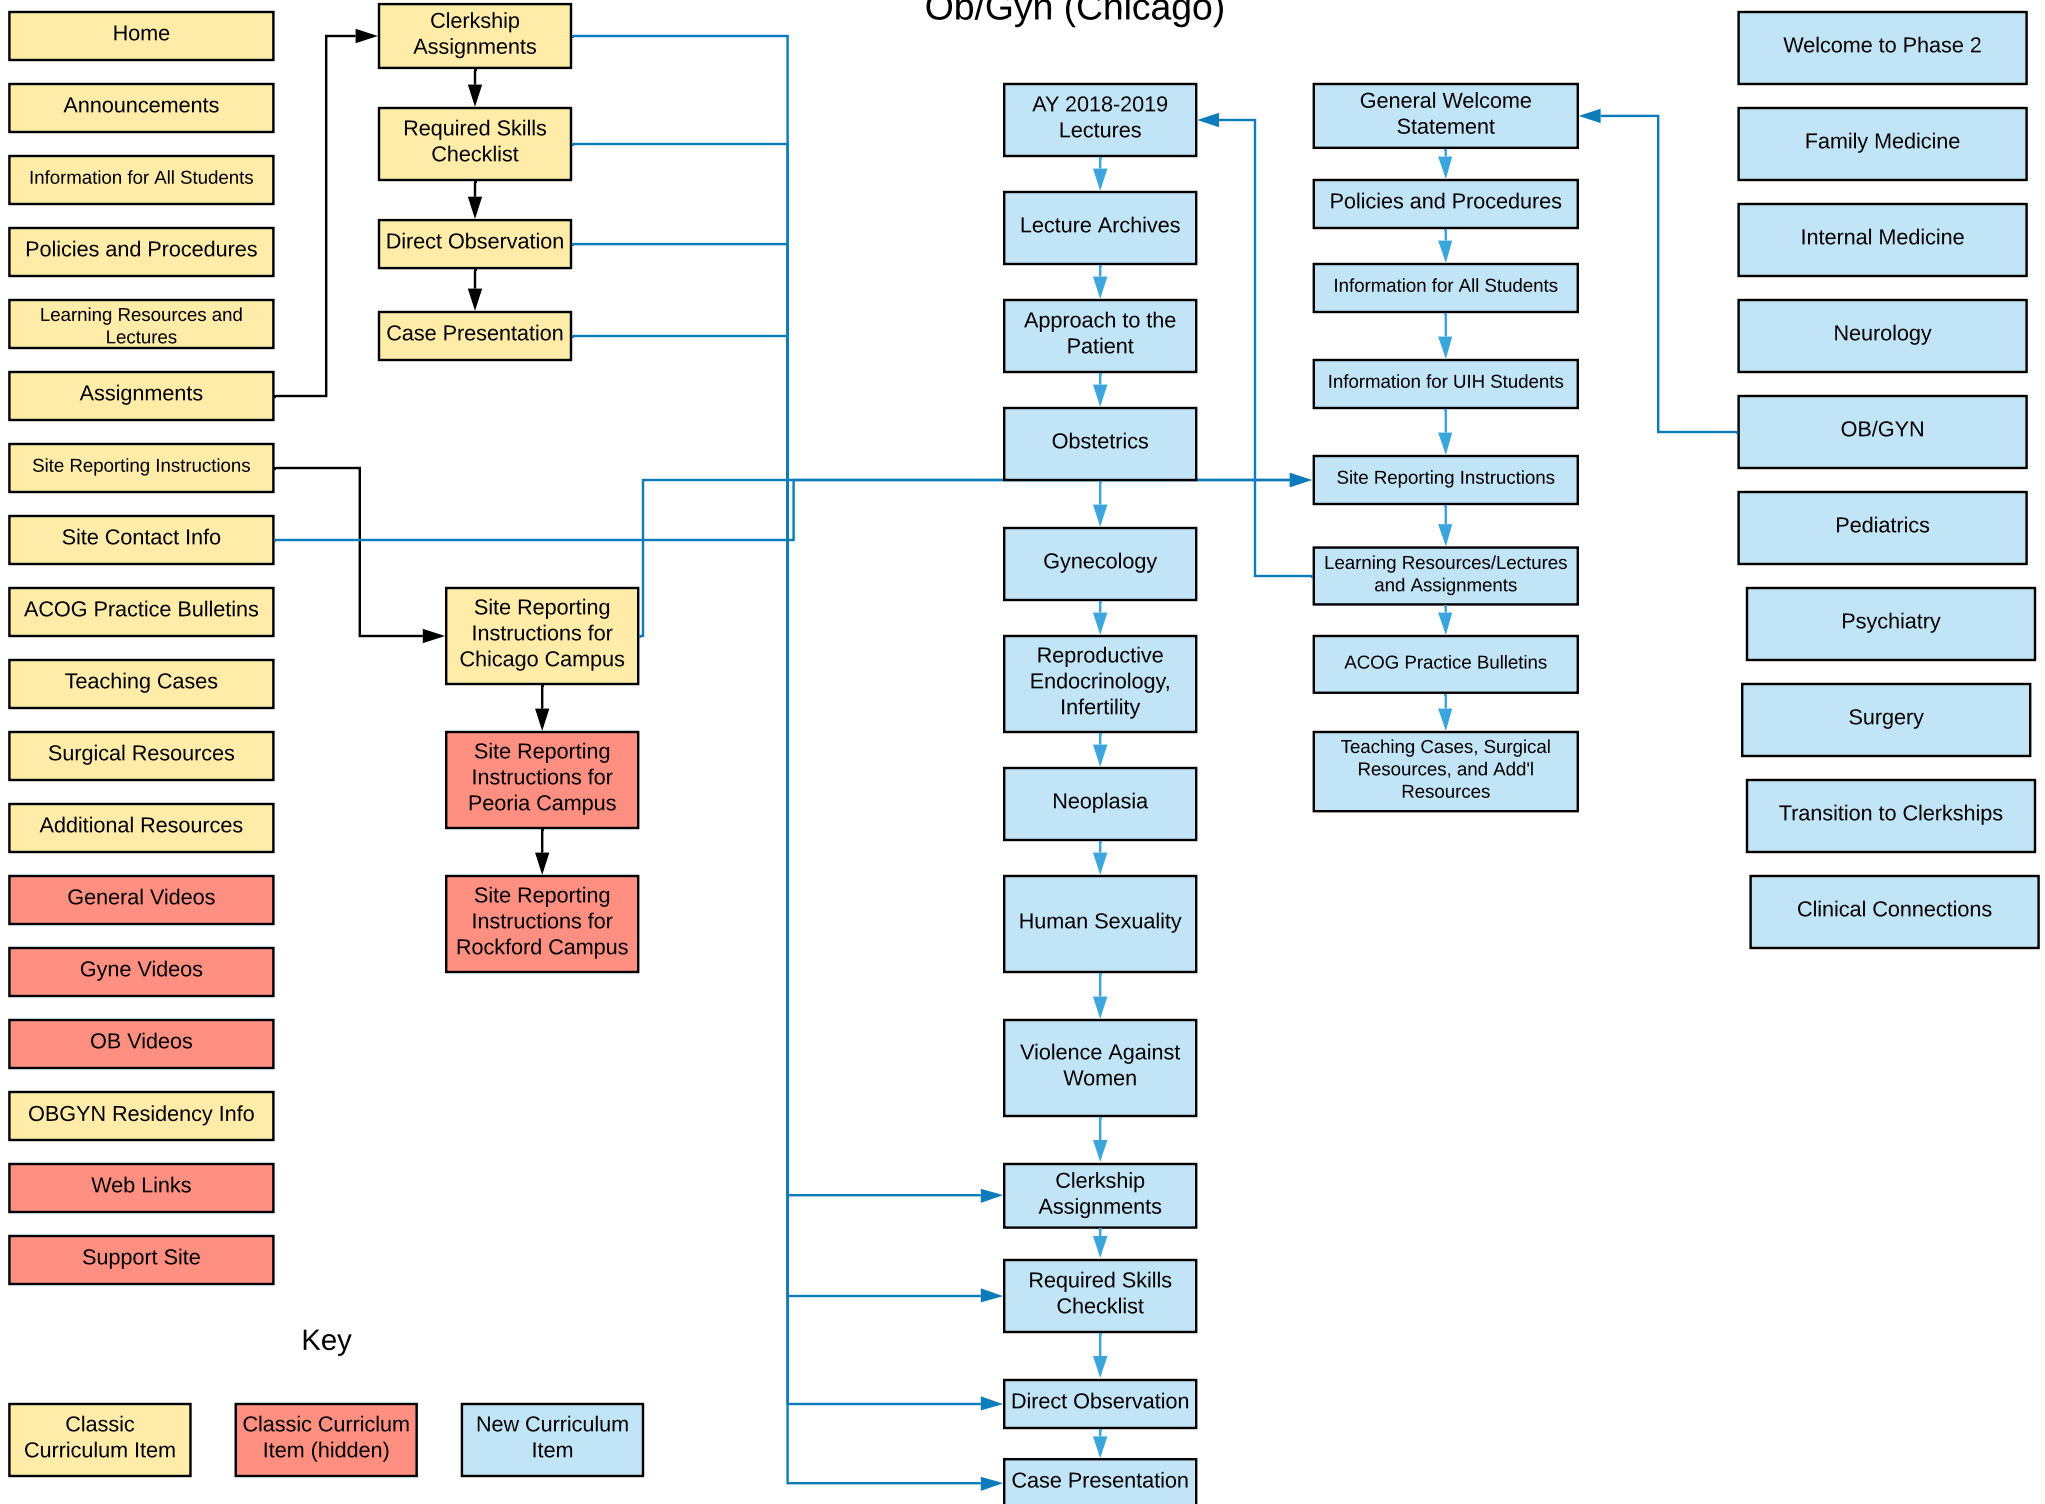 Ob/Gyn (Chicago)
Home
Announcements
Information for All Students
Policies and Procedures
Learning Resources and
Lectures
Assignments
Site Reporting Instructions
Site Contact Info
ACOG Practice Bulletins
Teaching Cases
Surgical Resources
Additional Resources
General Videos
Gyne Videos
OB Videos
OBGYN Residency Info
Web Links
Support Site
Clerkship
Assignments
Required Skills
Checklist
Direct Observation
Case Presentation
Site Reporting
Instructions for
Chicago Campus
Site Reporting
Instructions for
Peoria Campus
Site Reporting
Instructions for
Rockford Campus
AY 2018-2019
Lectures
Lecture Archives
Approach to the
Patient
Obstetrics
Gynecology
Reproductive
Endocrinology,
Infertility
Neoplasia
Human Sexuality
Violence Against
Women
Clerkship
Assignments
Required Skills
Checklist
Direct Observation
Case Presentation
General Welcome
Statement
Policies and Procedures
Information for All Students
Information for UIH Students
Site Reporting Instructions
Learning Resources/Lectures
and Assignments
ACOG Practice Bulletins
Teaching Cases, Surgical
Resources, and Add'l
Resources
Welcome to Phase 2
Family Medicine
Internal Medicine
Neurology
OB/GYN
Pediatrics
Psychiatry
Surgery
Transition to Clerkships
Clinical Connections
Key
Classic
Curriculum Item
Classic Curriclum
Item (hidden)
New Curriculum
Item